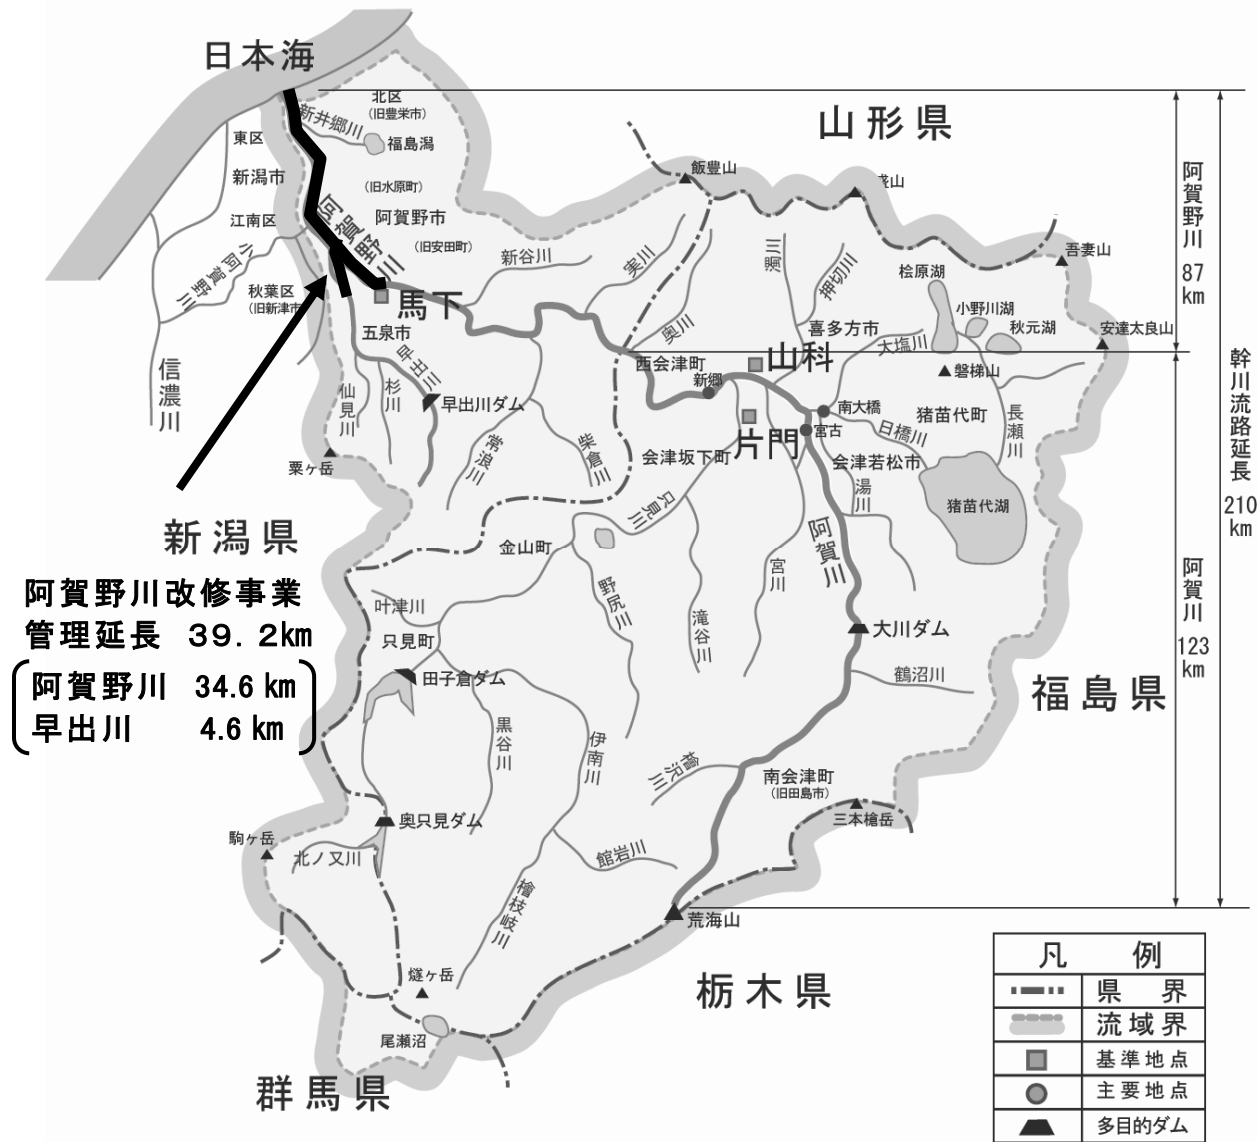 日本海
北区
(旧豊栄市)
新井郷川
福島潟
東区
新潟市
(旧水原町)
阿賀野市
江南区
阿賀野川
(旧安田町)
小阿賀野川
秋葉区
(旧新津市
馬下
新谷川
実川
奥川
濁川
押切川
山形県
飯豊山
盛山
吾妻山
桧原湖
小野川湖
秋元湖
安達太良山
喜多方市
大塩川
磐梯山
五泉市
早出川
信濃川
仙見川
杉川
早出川ダム
常浪川
柴倉川
粟ヶ岳
西会津町
新郷
山科
片門
南大橋
宮古
日橋川
猪苗代町
長瀬川
会津坂下町
会津若松市
湯川
猪苗代湖
只見川
阿賀川
宮川
金山町
野尻川
滝谷川
新潟県
阿賀野川改修事業
管理延長 39.2km
阿賀野川 34.6km
早出川 4.6km
叶津川
只見町
田子倉ダム
大川ダム
鶴沼川
福島県
黒谷川
伊南川
檜沢川
南会津町
(旧田島市)
三本槍岳
奥只見ダム
駒ヶ岳
北ノ又川
館岩川
檜枝岐川
荒海山
燧ヶ岳
尾瀬沼
栃木県
群馬県
阿賀野川
87
km
幹川流路延長
210
km
阿賀川
123
km
凡 例
県 界
流域界
基準地点
主要地点
多目的ダム